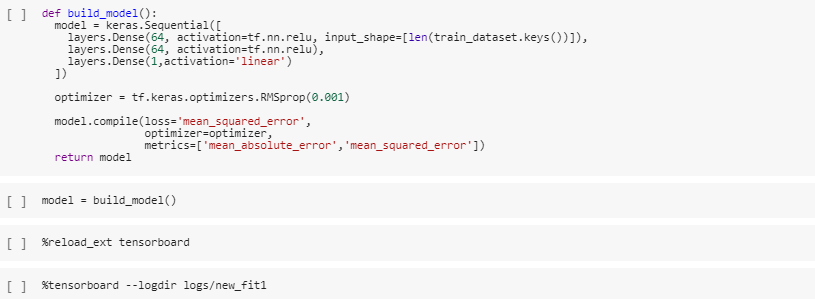 [ ] def build_model():
  model = keras.Sequential([
    layers.Dense(64, activation=tf.nn.relu, input_shape=[len(train_dataset.keys())]),
    layers.Dense(64, activation=tf.nn.relu),
    layers.Dense(1,activation='linear')
  ])
  optimizer = tf.keras.optimizers.RMSprop(0.001)
  model.compile(loss='mean_squared_error',
                optimizer=optimizer,
                metrics=['mean_absolute_error','mean_squared_error'])
  return model
[ ] model = build_model()
[ ] %reload_ext tensorboard
[ ] %tensorboard --logdir logs/new_fit1